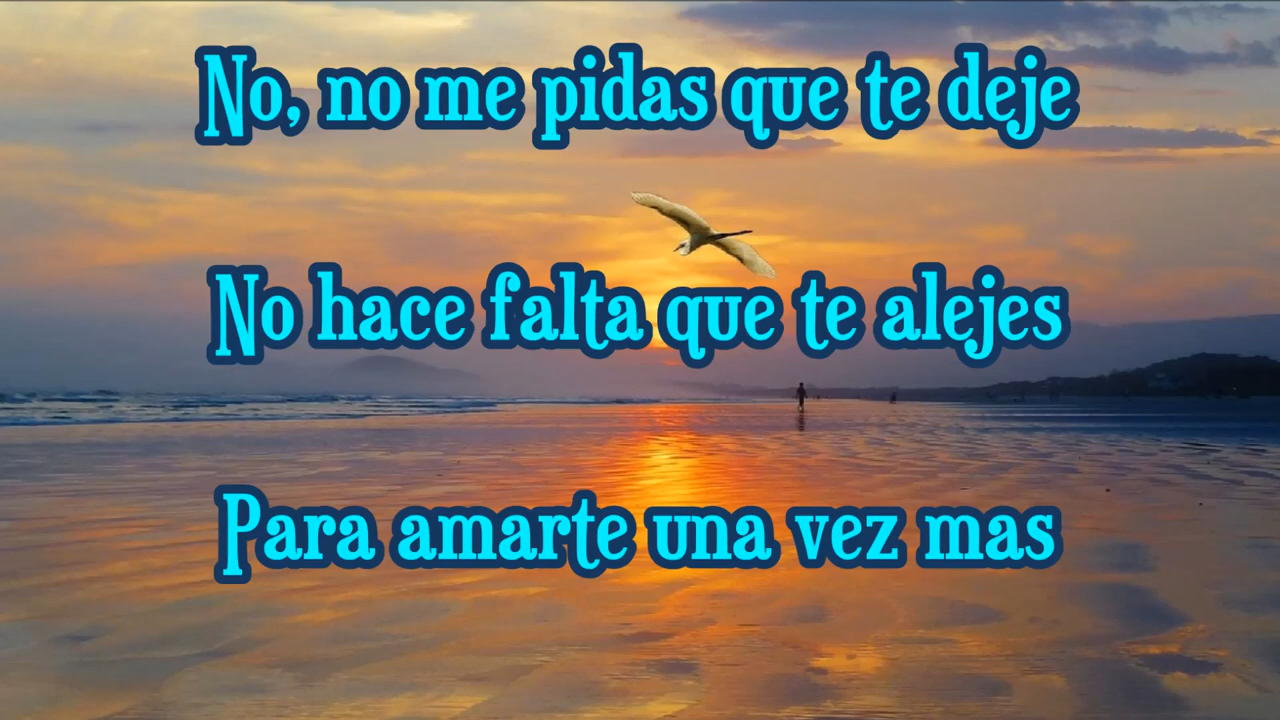 No, no me pidas que te deje
No hace falta que te alejes
Para amarte una vez mas